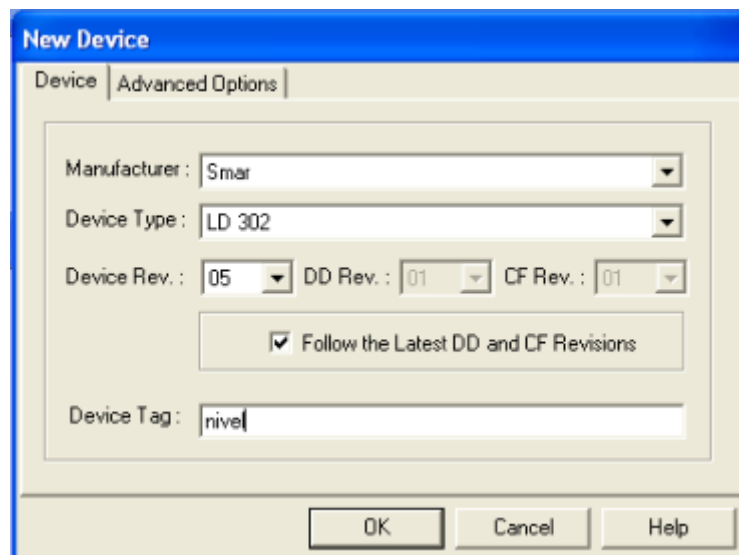 New Device
Device Advanced Options
Manufacturer : Smar
Device Type : LD 302
Device Rev. : 05 DD Rev. : 01 CF Rev. : 01
Follow the Latest DD and CF Revisions
Device Tag : nivel
OK Cancel Help